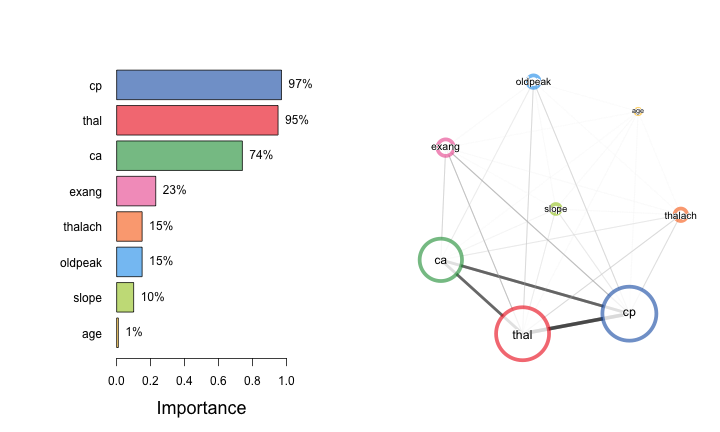 cp 97%
thal 95%
ca 74%
exang 23%
thalach 15%
oldpeak 15%
slope 10%
age 1%
0.0 0.2 0.4 0.6 0.8 1.0
Importance
oldpeak
age
exang
slope
thalach
ca
cp
thal